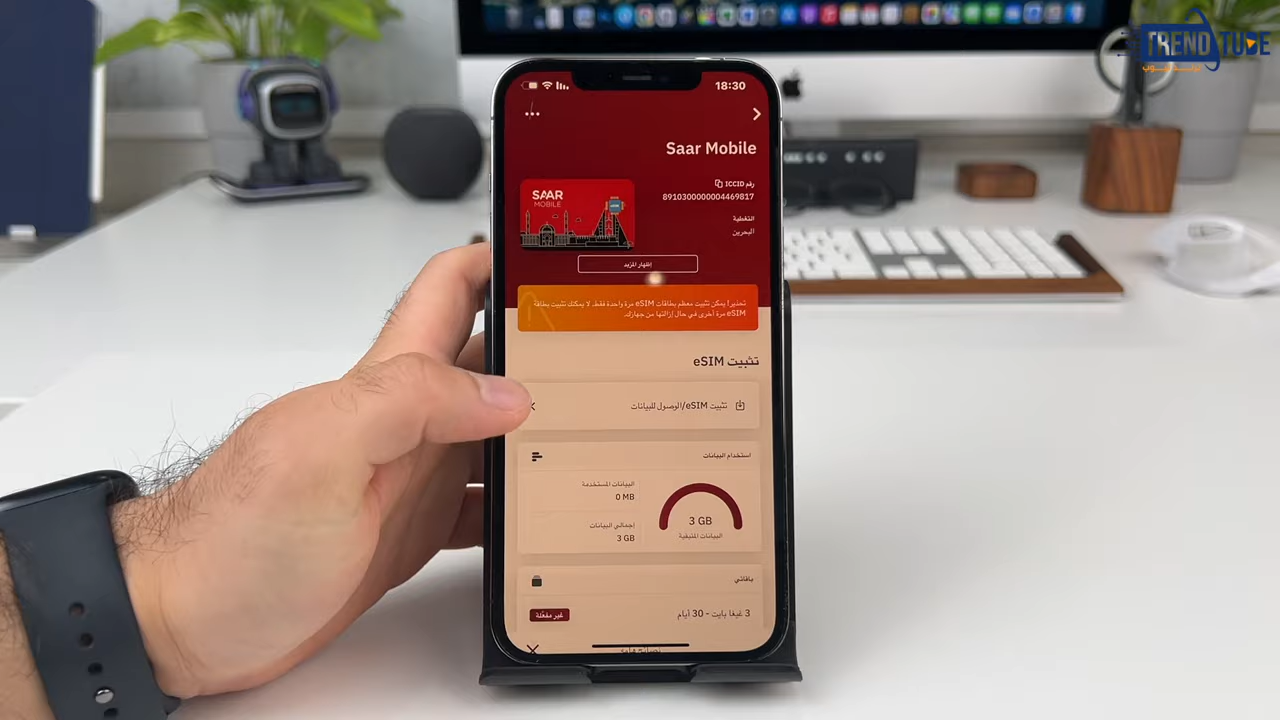 TREND TUBE
تريند تيوب
18:30
Saar Mobile
SAAR
MOBILE
رقم ICCID
8910300000004469817
التغطية
البحرين
إظهار المزيد
تحذير! يمكن تثبيت معظم بطاقات eSIM مرة واحدة فقط. لا يمكنك تثبيت بطاقة
eSIM مرة أخرى في حال إزالتها من جهازك.
تثبيت eSIM
تثبيت eSIM/الوصول للبيانات
استخدام البيانات
البيانات المستخدمة
0 MB
3 GB
البيانات المتبقية
إجمالي البيانات
3 GB
باقاتي
3 غيغا بايت - 30 أيام
غير مفعّلة